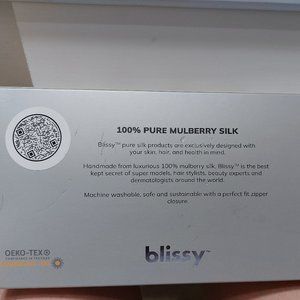 100% PURE MULBERRY SILK
Blissy™ pure silk products are exclusively designed with
your skin, hair, and health in mind.
Handmade from luxurious 100% mulberry silk, Blissy™ is the best
kept secret of super models, hair stylists, beauty experts and
dermatologists around the world.
Machine washable, safe and sustainable with a perfect fit zipper
closure.
OEKO-TEX®
blissy™